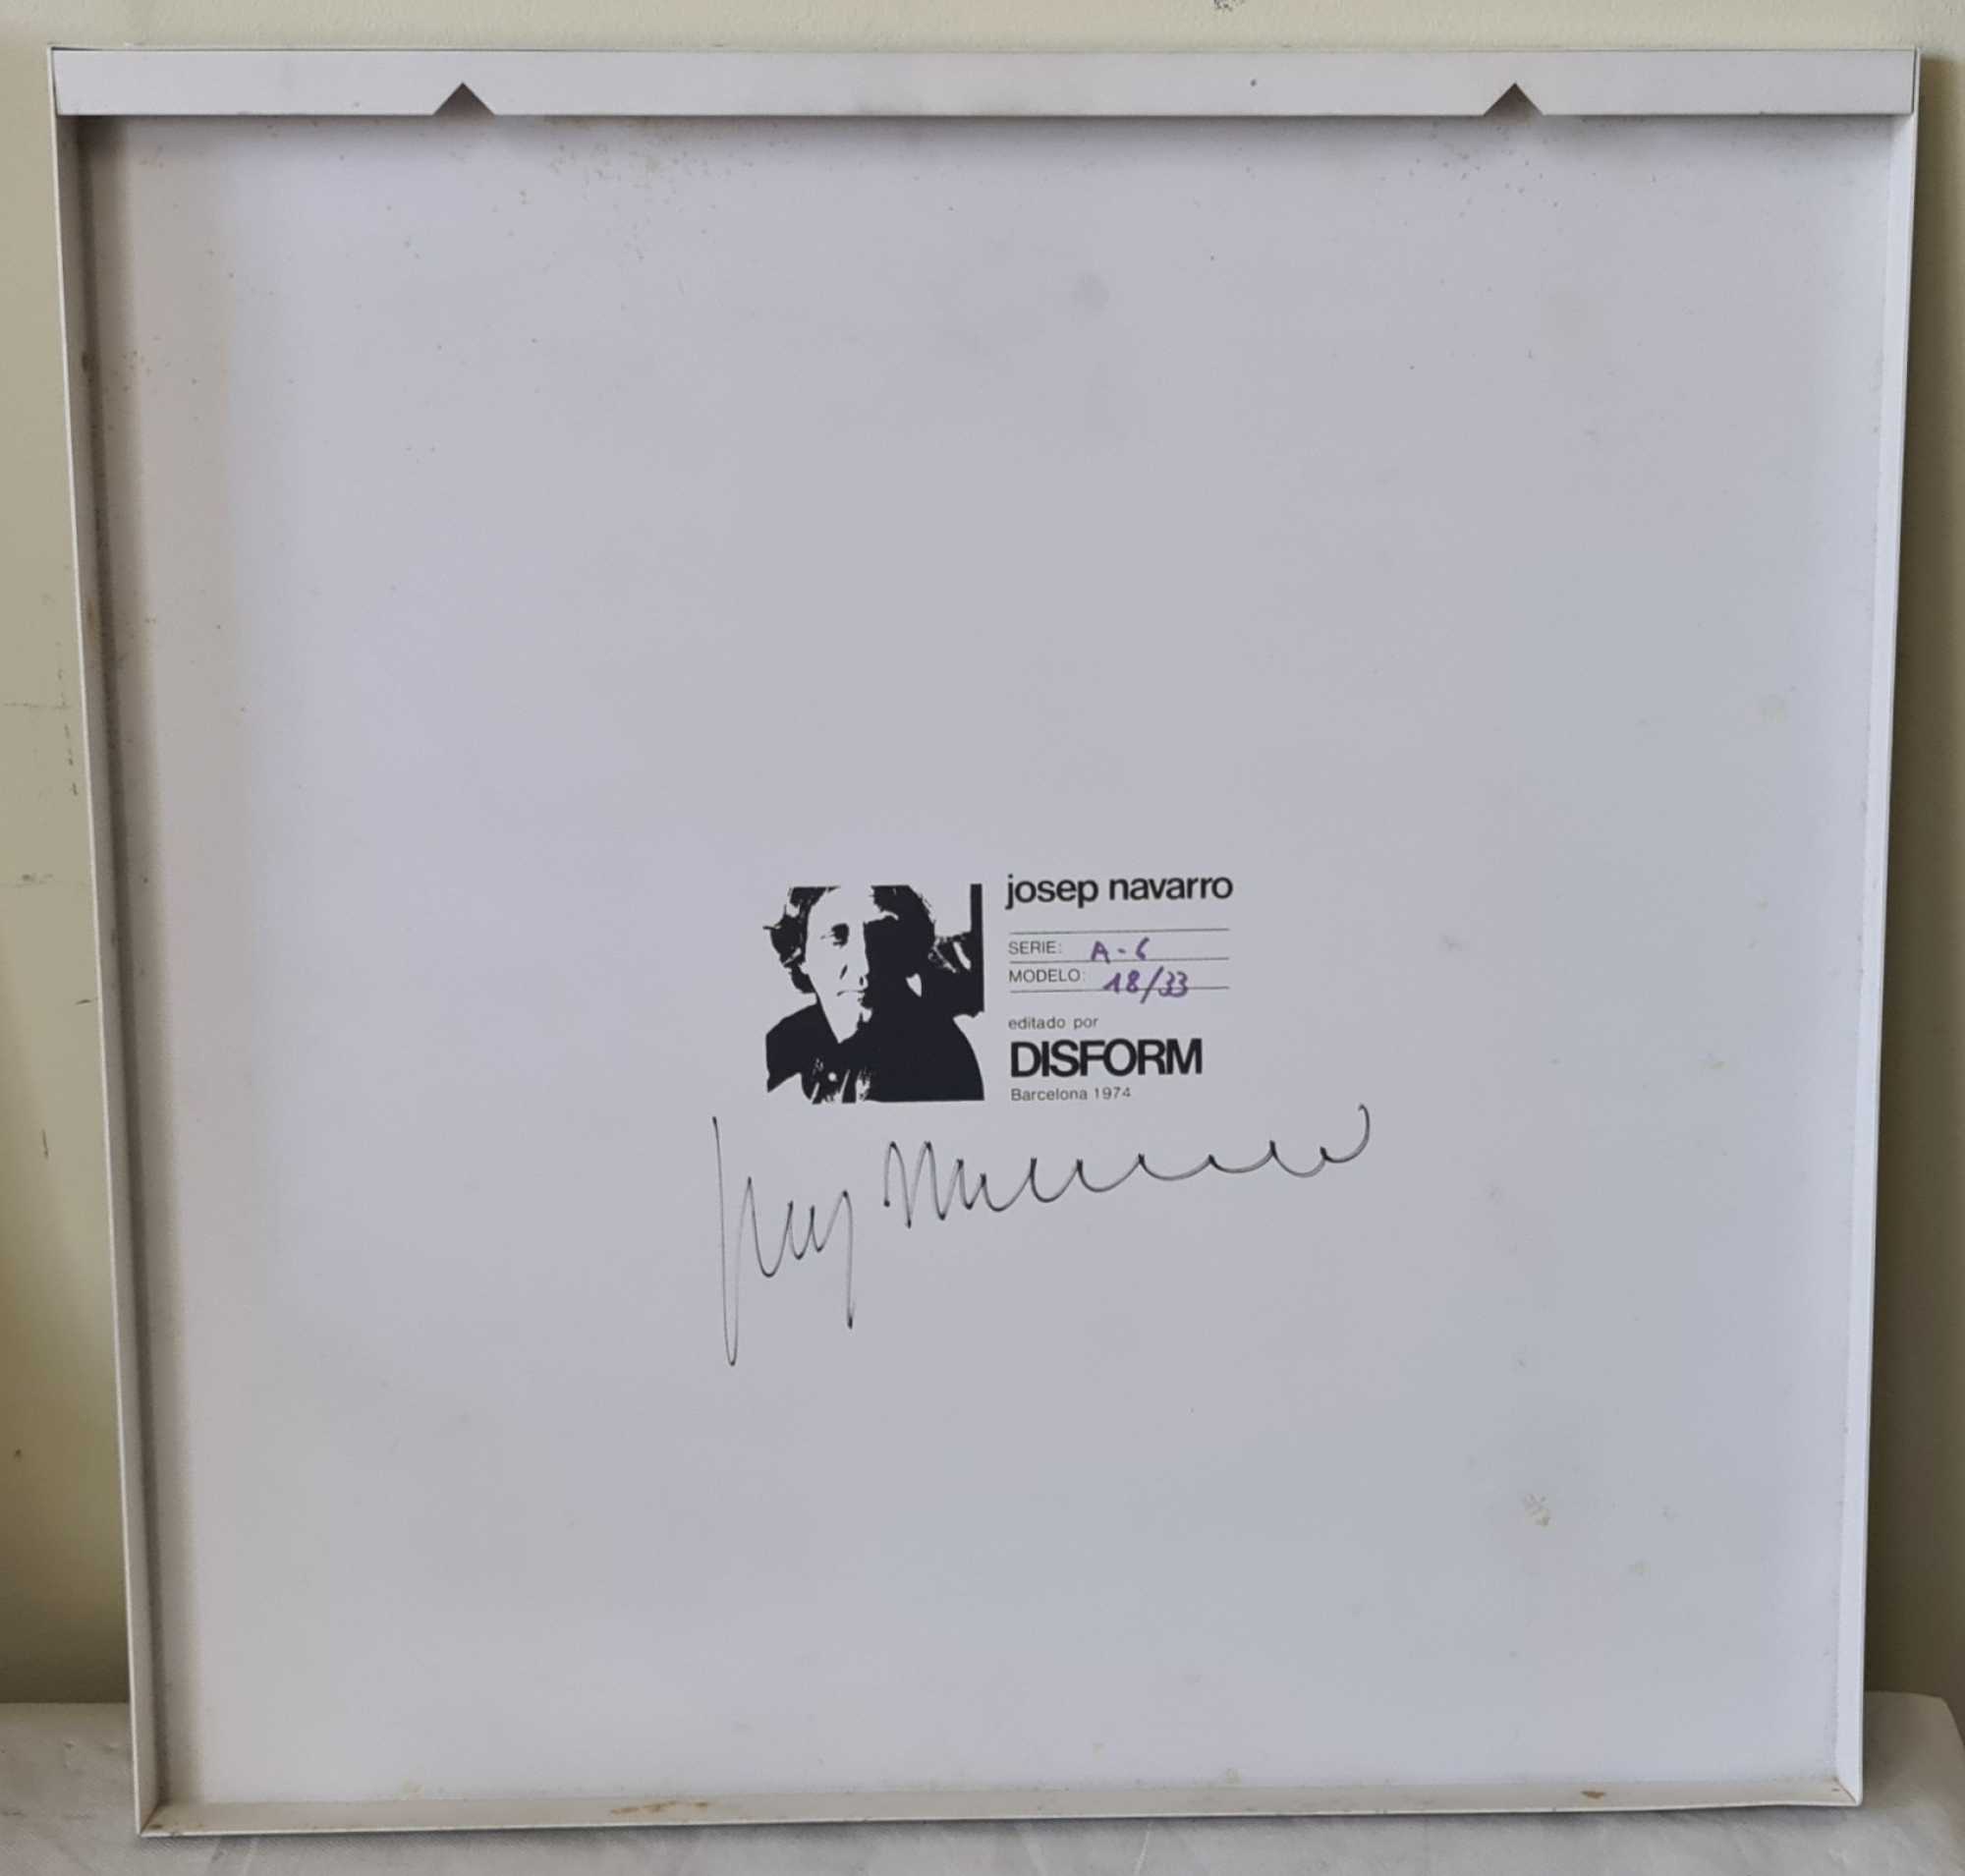 josep navarro
SERIE: A-6
MODELO: 18/33
editado por
DISFORM
Barcelona 1974